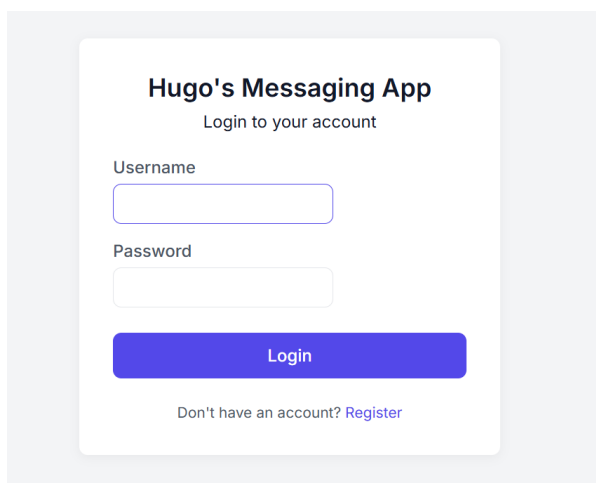 Hugo's Messaging App
Login to your account
Username
Password
Login
Don't have an account? Register